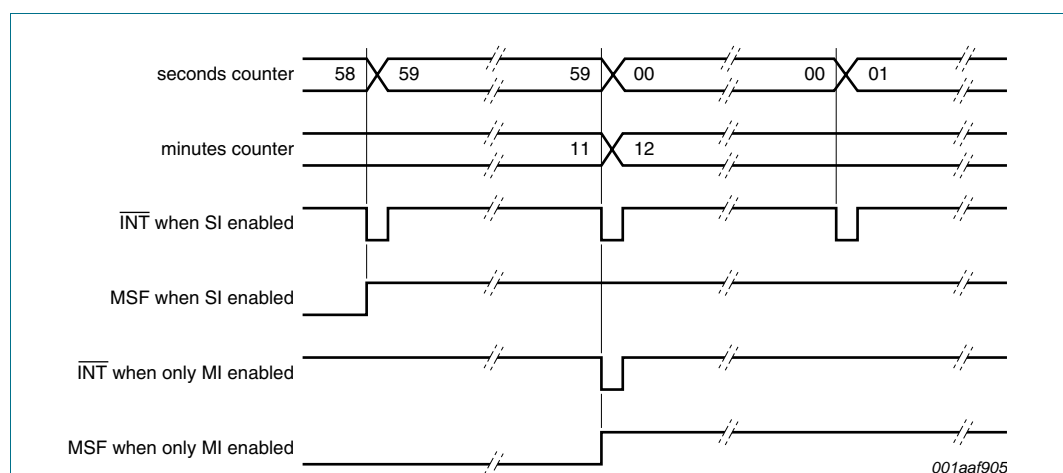 seconds counter 58 59 59 00 00 01
minutes counter 11 12
INT when SI enabled
MSF when SI enabled
INT when only MI enabled
MSF when only MI enabled
001aaf905